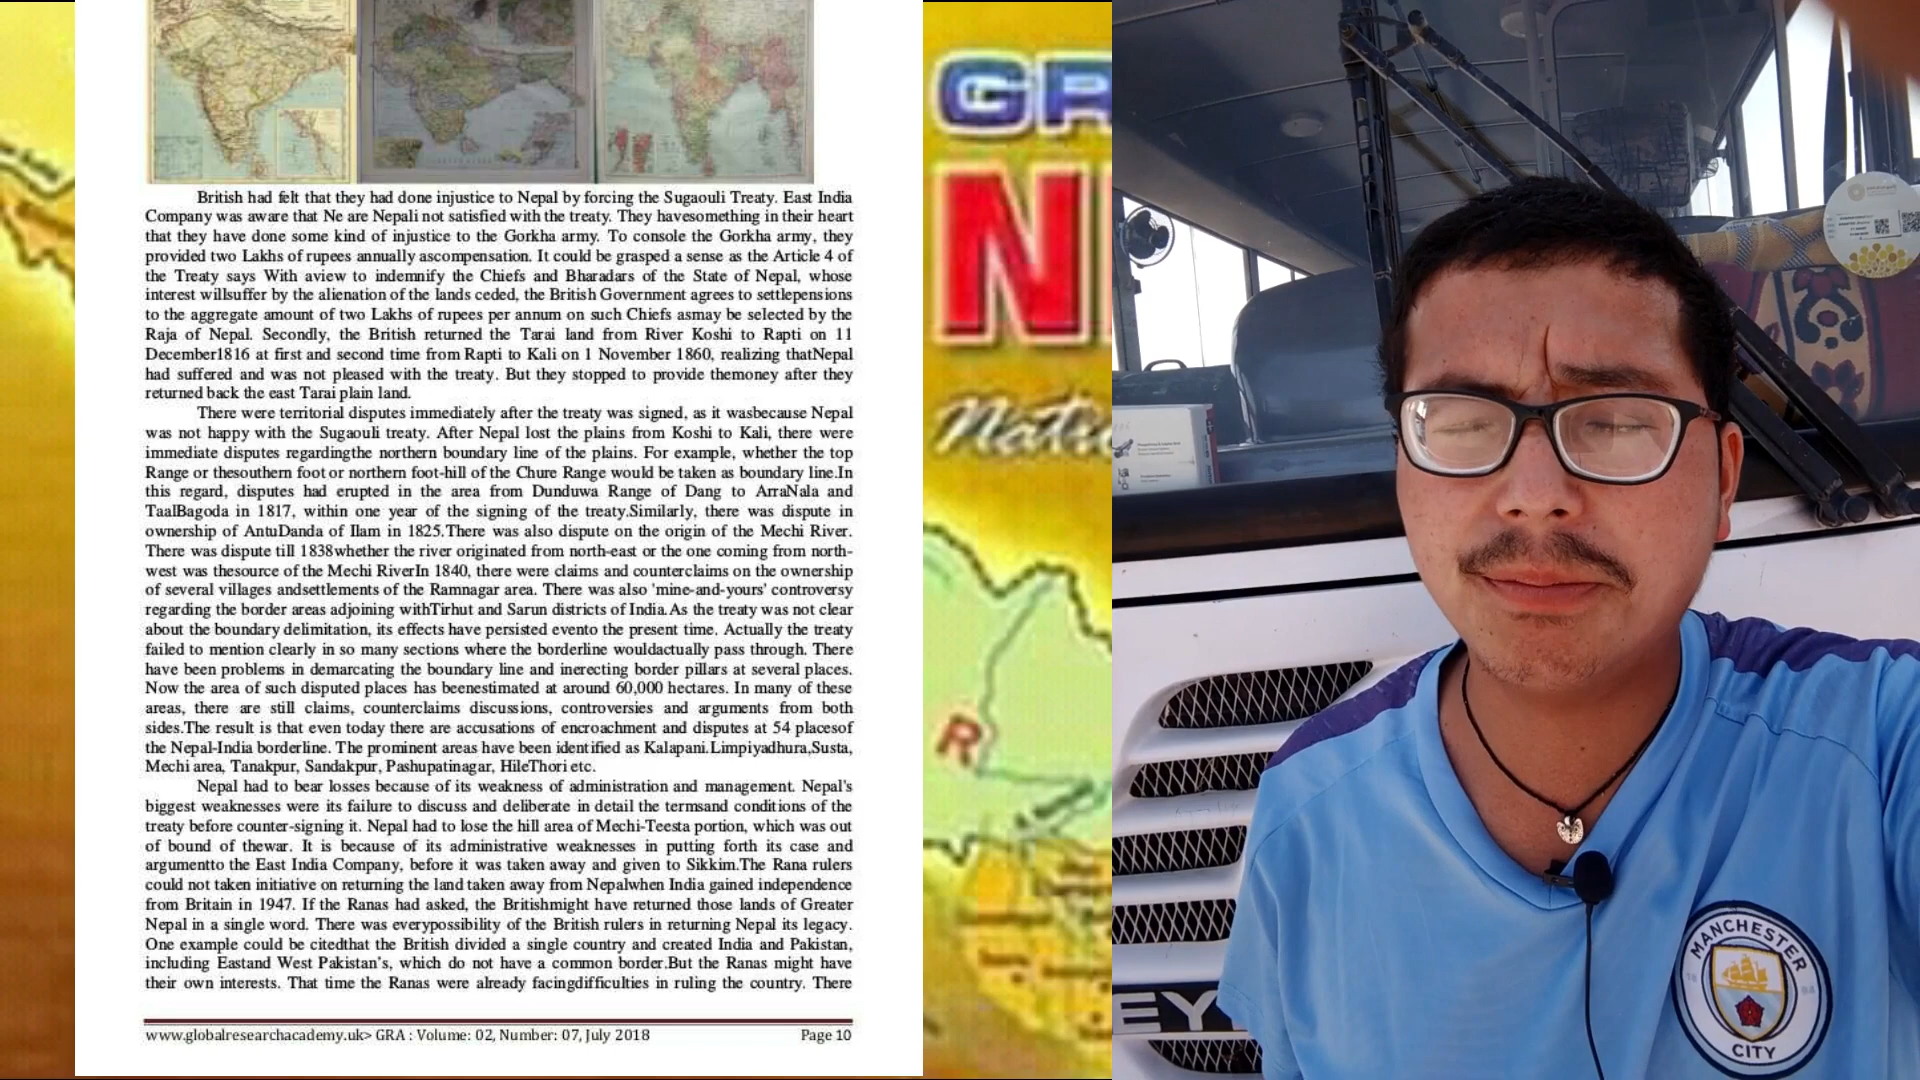 British had felt that they had done injustice to Nepal by forcing the Sugaouli Treaty. East India
Company was aware that Ne are Nepali not satisfied with the treaty. They havesomething in their heart
that they have done some kind of injustice to the Gorkha army. To console the Gorkha army, they
provided two Lakhs of rupees annually ascompensation. It could be grasped a sense as the Article 4 of
the Treaty says With aview to indemnify the Chiefs and Bharadars of the State of Nepal, whose
interest willsuffer by the alienation of the lands ceded, the British Government agrees to settlepensions
to the aggregate amount of two Lakhs of rupees per annum on such Chiefs asmay be selected by the
Raja of Nepal. Secondly, the British returned the Tarai land from River Koshi to Rapti on 11
December1816 at first and second time from Rapti to Kali on 1 November 1860, realizing thatNepal
had suffered and was not pleased with the treaty. But they stopped to provide themoney after they
returned back the east Tarai plain land.
There were territorial disputes immediately after the treaty was signed, as it wasbecause Nepal
was not happy with the Sugaouli treaty. After Nepal lost the plains from Koshi to Kali, there were
immediate disputes regardingthe northern boundary line of the plains. For example, whether the top
Range or thesouthern foot or northern foot-hill of the Chure Range would be taken as boundary line.In
this regard, disputes had erupted in the area from Dunduwa Range of Dang to ArraNala and
TaalBagoda in 1817, within one year of the signing of the treaty.Similarly, there was dispute in
ownership of AntuDanda of Ilam in 1825.There was also dispute on the origin of the Mechi River.
There was dispute till 1838whether the river originated from north-east or the one coming from north-
west was thesource of the Mechi RiverIn 1840, there were claims and counterclaims on the ownership
of several villages andsettlements of the Ramnagar area. There was also 'mine-and-yours' controversy
regarding the border areas adjoining withTirhut and Sarun districts of India.As the treaty was not clear
about the boundary delimitation, its effects have persisted evento the present time. Actually the treaty
failed to mention clearly in so many sections where the borderline wouldactually pass through. There
have been problems in demarcating the boundary line and inerecting border pillars at several places.
Now the area of such disputed places has beenestimated at around 60,000 hectares. In many of these
areas, there are still claims, counterclaims discussions, controversies and arguments from both
sides.The result is that even today there are accusations of encroachment and disputes at 54 placesof
the Nepal-India borderline. The prominent areas have been identified as Kalapani.Limpiyadhura,Susta,
Mechi area, Tanakpur, Sandakpur, Pashupatinagar, HileThori etc.
Nepal had to bear losses because of its weakness of administration and management. Nepal's
biggest weaknesses were its failure to discuss and deliberate in detail the termsand conditions of the
treaty before counter-signing it. Nepal had to lose the hill area of Mechi-Teesta portion, which was out
of bound of thewar. It is because of its administrative weaknesses in putting forth its case and
argumentto the East India Company, before it was taken away and given to Sikkim.The Rana rulers
could not taken initiative on returning the land taken away from Nepalwhen India gained independence
from Britain in 1947. If the Ranas had asked, the Britishmight have returned those lands of Greater
Nepal in a single word. There was everypossibility of the British rulers in returning Nepal its legacy.
One example could be citedthat the British divided a single country and created India and Pakistan,
including Eastand West Pakistan's, which do not have a common border.But the Ranas might have
their own interests. That time the Ranas were already facingdifficulties in ruling the country. There
www.globalresearchacademy.uk> GRA : Volume: 02, Number: 07, July 2018 Page 10
GR
N
R
EY
MANCHESTER
CITY